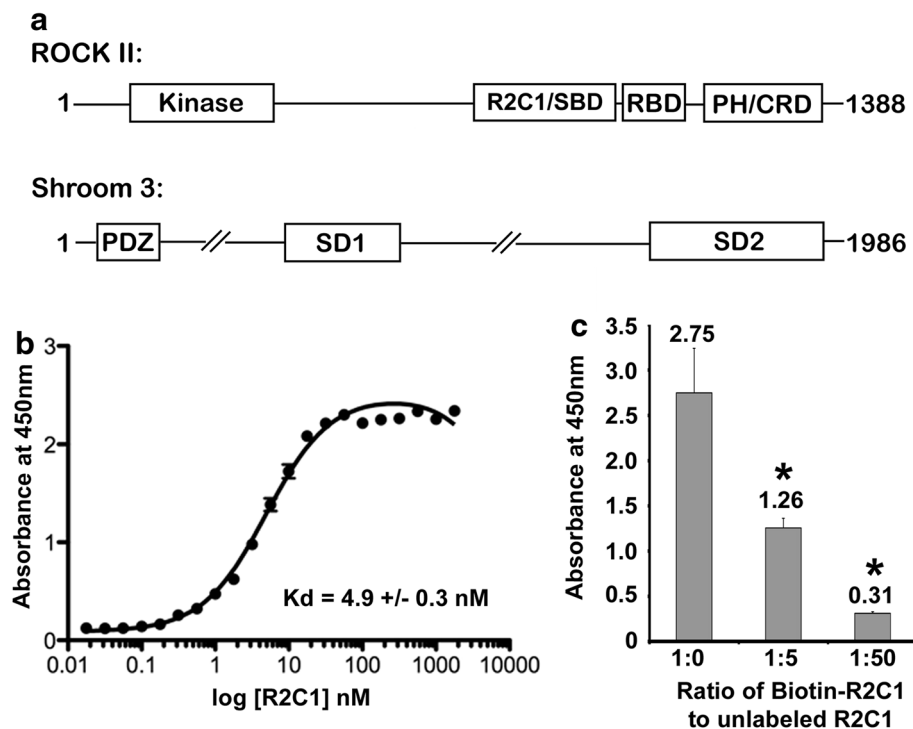 a
ROCK II:
1 Kinase R2C1/SBD RBD PH/CRD 1388
Shroom 3:
1 PDZ SD1 SD2 1986
b
Absorbance at 450nm
3
2
1
0
0.01 0.1 1 10 100 1000 10000
Kd = 4.9 +/- 0.3 nM
log [R2C1] nM
c
Absorbance at 450nm
3.5
3.0
2.5
2.0
1.5
1.0
0.5
0
2.75
*
1.26
*
0.31
1:0 1:5 1:50
Ratio of Biotin-R2C1
to unlabeled R2C1